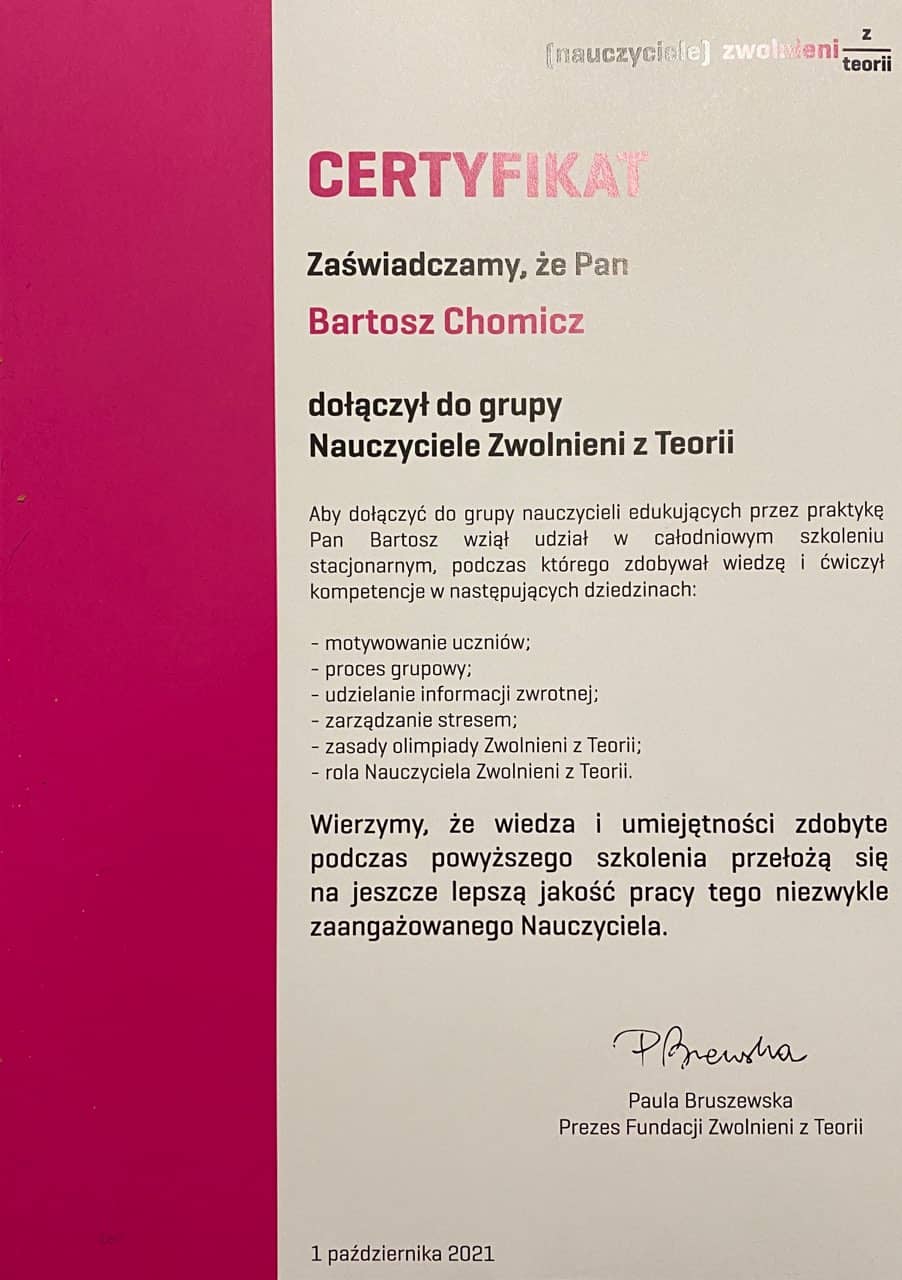 [nauczyciele] zwolnieni z teorii
CERTYFIKAT
Zaświadczamy, że Pan
Bartosz Chomicz
dołączył do grupy
Nauczyciele Zwolnieni z Teorii
Aby dołączyć do grupy nauczycieli edukujących przez praktykę
Pan Bartosz wziął udział w całodniowym szkoleniu
stacjonarnym, podczas którego zdobywał wiedzę i ćwiczył
kompetencje w następujących dziedzinach:
- motywowanie uczniów;
- proces grupowy;
- udzielanie informacji zwrotnej;
- zarządzanie stresem;
- zasady olimpiady Zwolnieni z Teorii;
- rola Nauczyciela Zwolnieni z Teorii.
Wierzymy, że wiedza i umiejętności zdobyte
podczas powyższego szkolenia przełożą się
na jeszcze lepszą jakość pracy tego niezwykle
zaangażowanego Nauczyciela.
Paula Bruszewska
Prezes Fundacji Zwolnieni z Teorii
1 października 2021